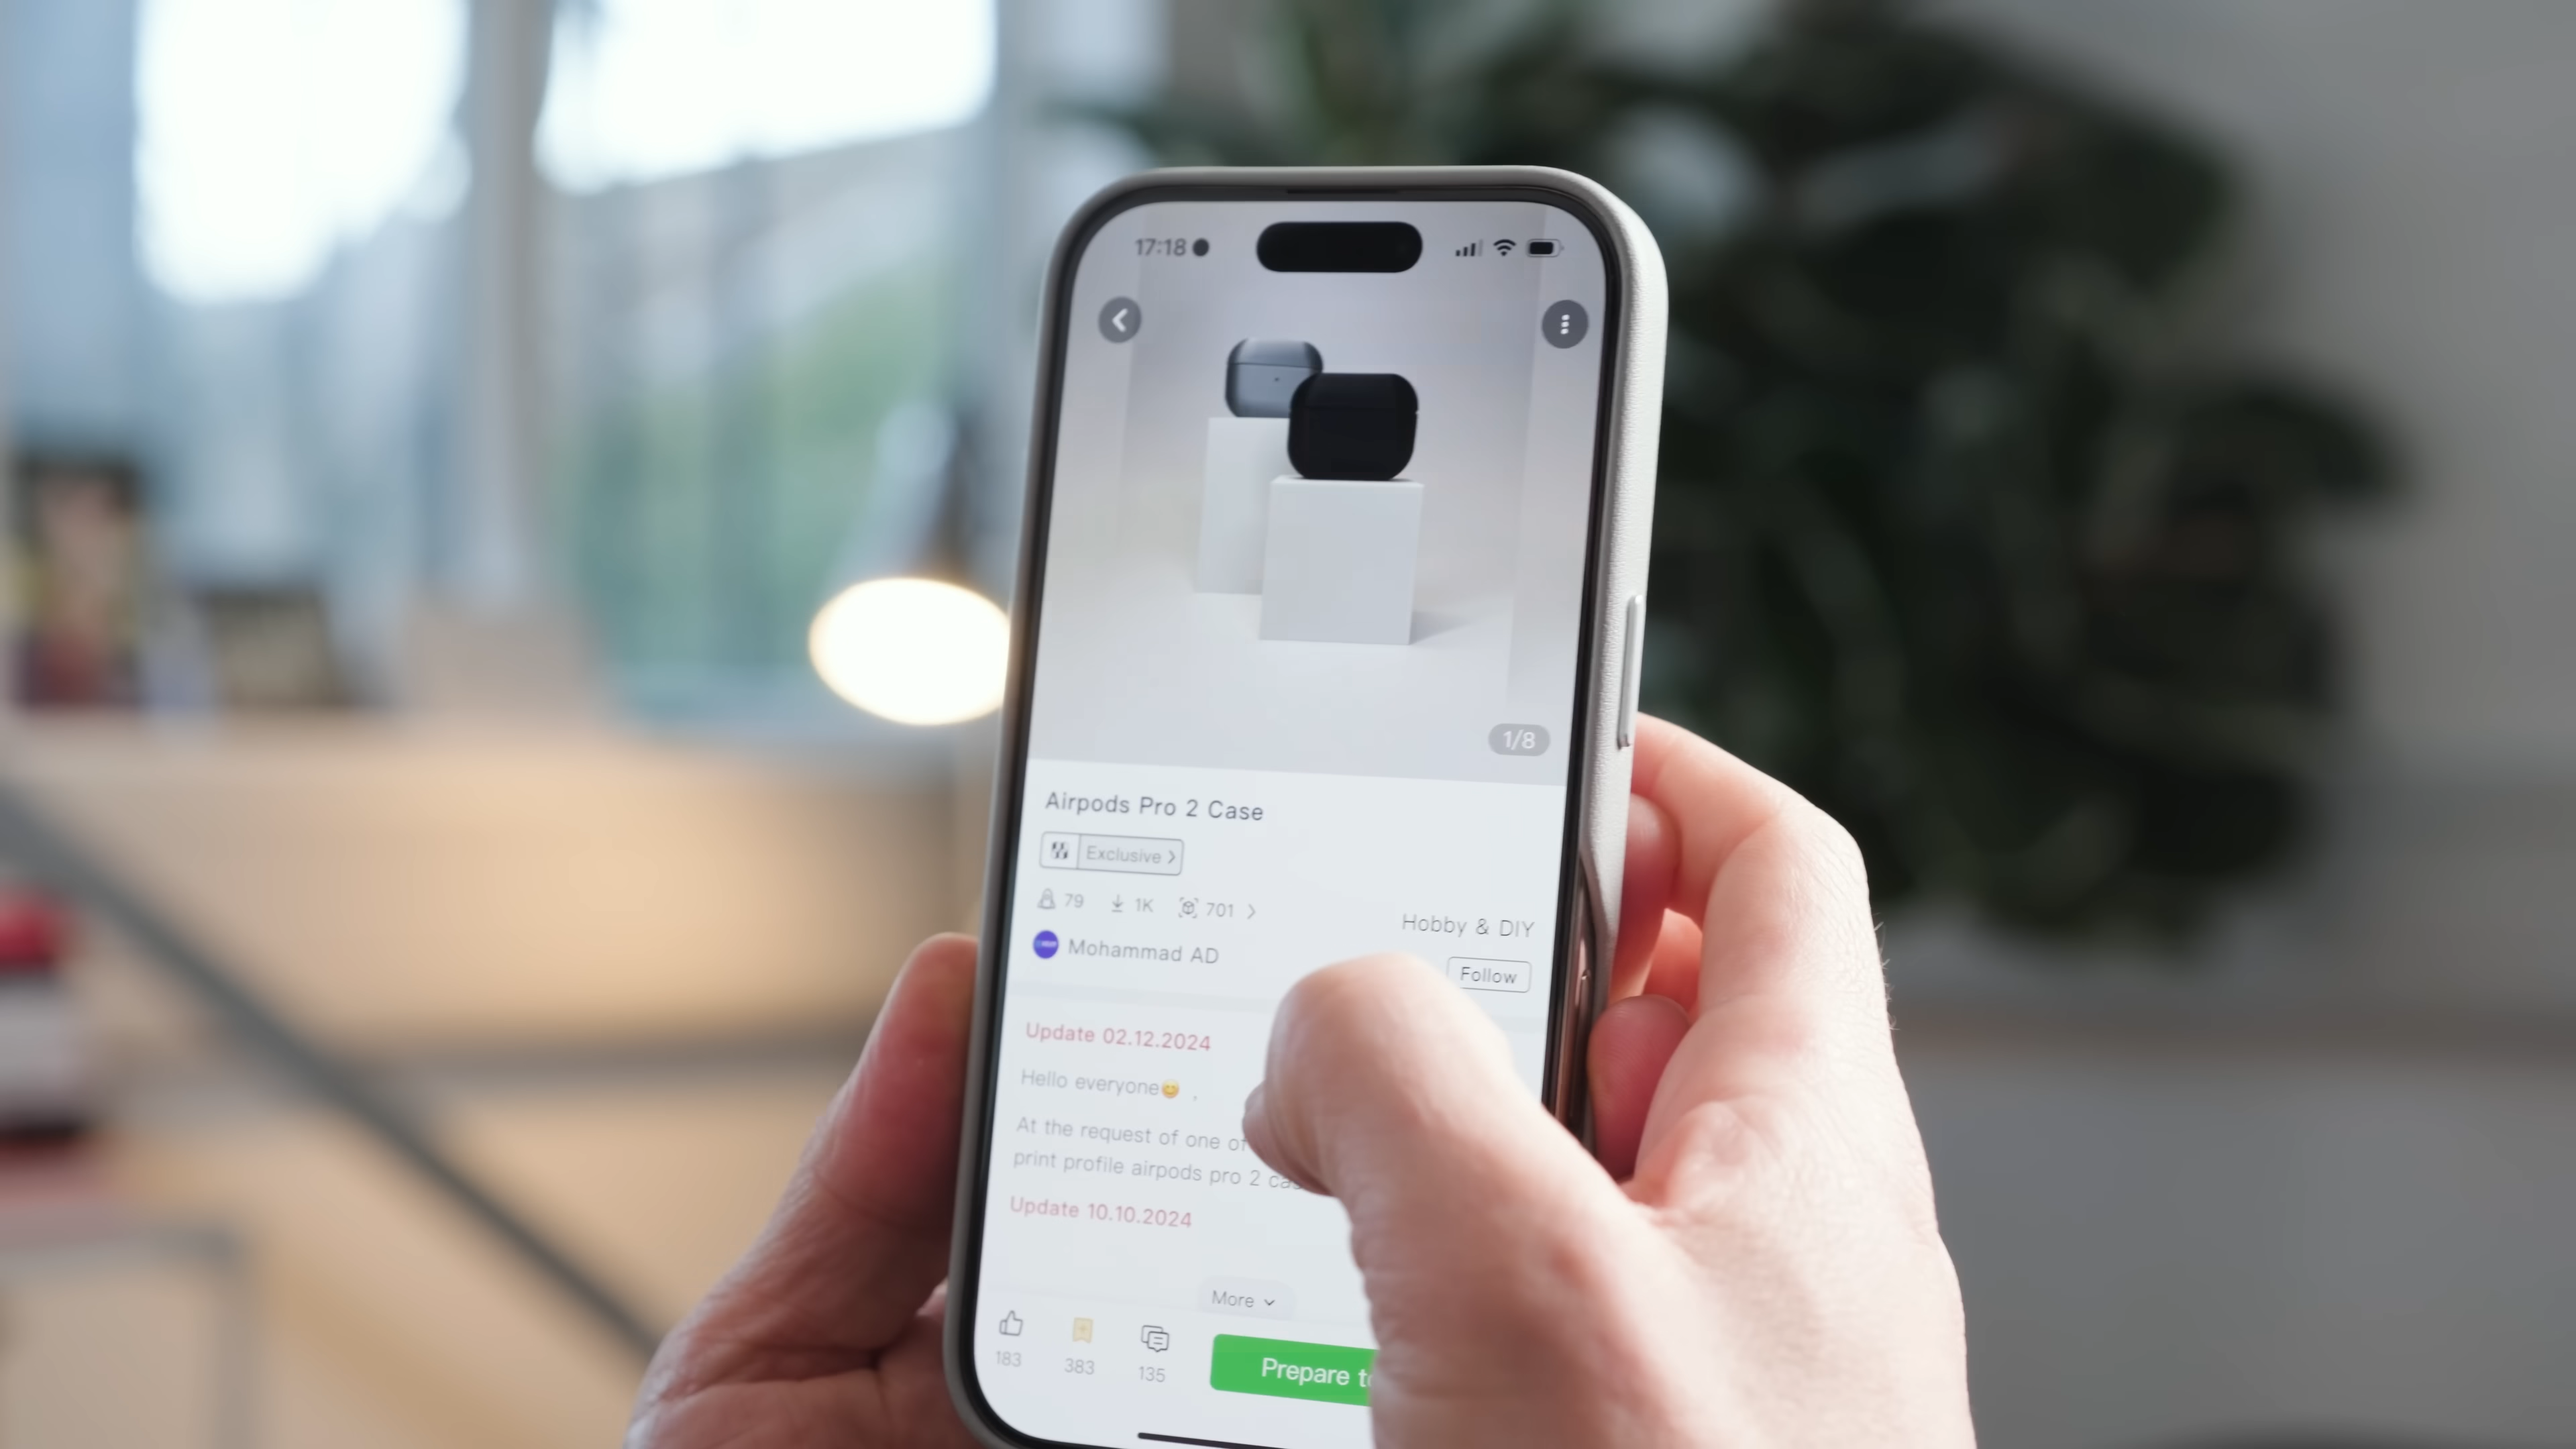 17:18
1/8
Airpods Pro 2 Case
Exclusive >
79 1K 701 >
Hobby & DIY
Mohammad AD
Follow
Update 02.12.2024
Hello everyone😊 ,
At the request of one of
print profile airpods pro 2
Update 10.10.2024
More
183 383 135
Prepare